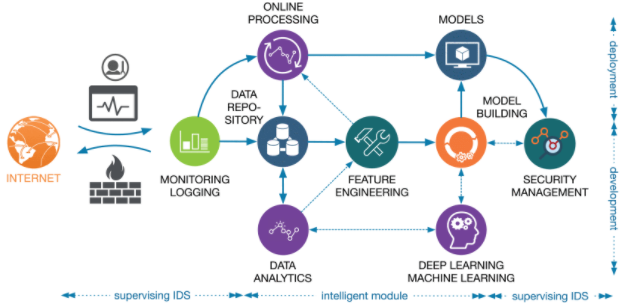 ONLINE
PROCESSING
MODELS
deployment
DATA
REPO-
SITORY
MODEL
BUILDING
INTERNET
MONITORING
LOGGING
FEATURE
ENGINEERING
SECURITY
MANAGEMENT
development
DATA
ANALYTICS
DEEP LEARNING
MACHINE LEARNING
supervising IDS
intelligent module
supervising IDS